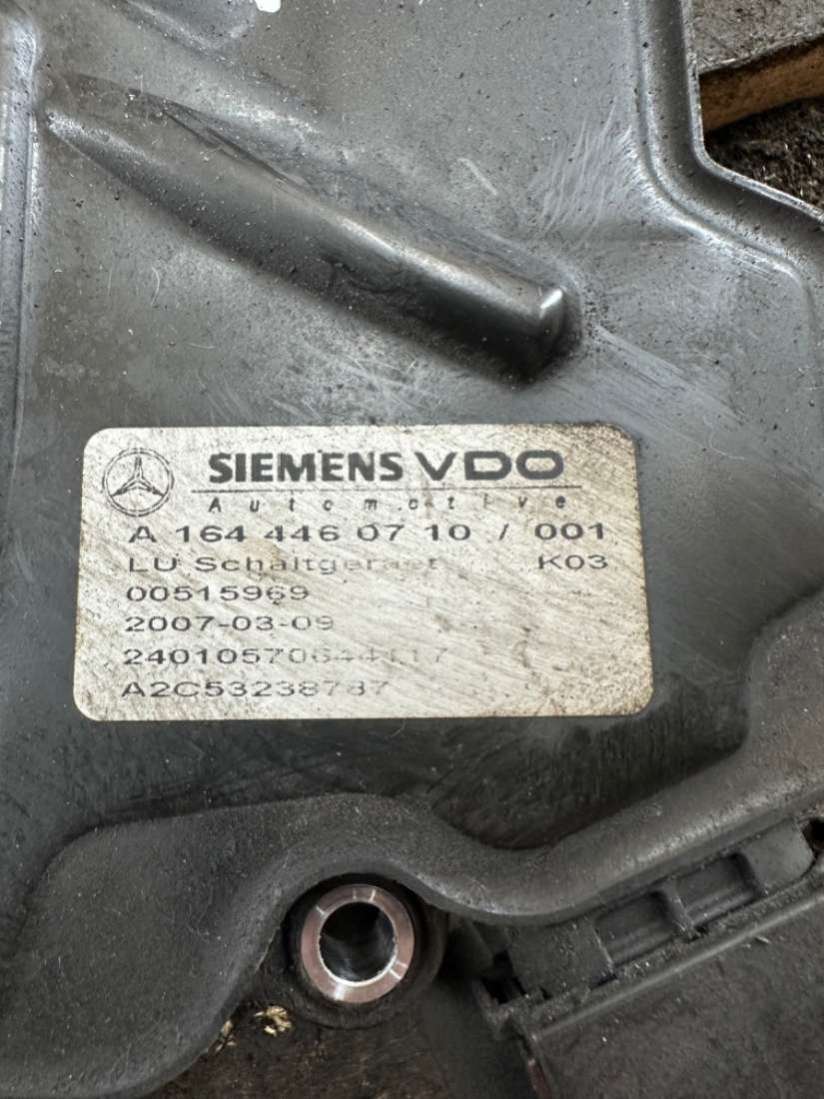 SIEMENS VDO
Automotive
A 164 446 07 10 / 001
LU Schaltgeraet K03
00515969
2007-03-09
A2C53238787